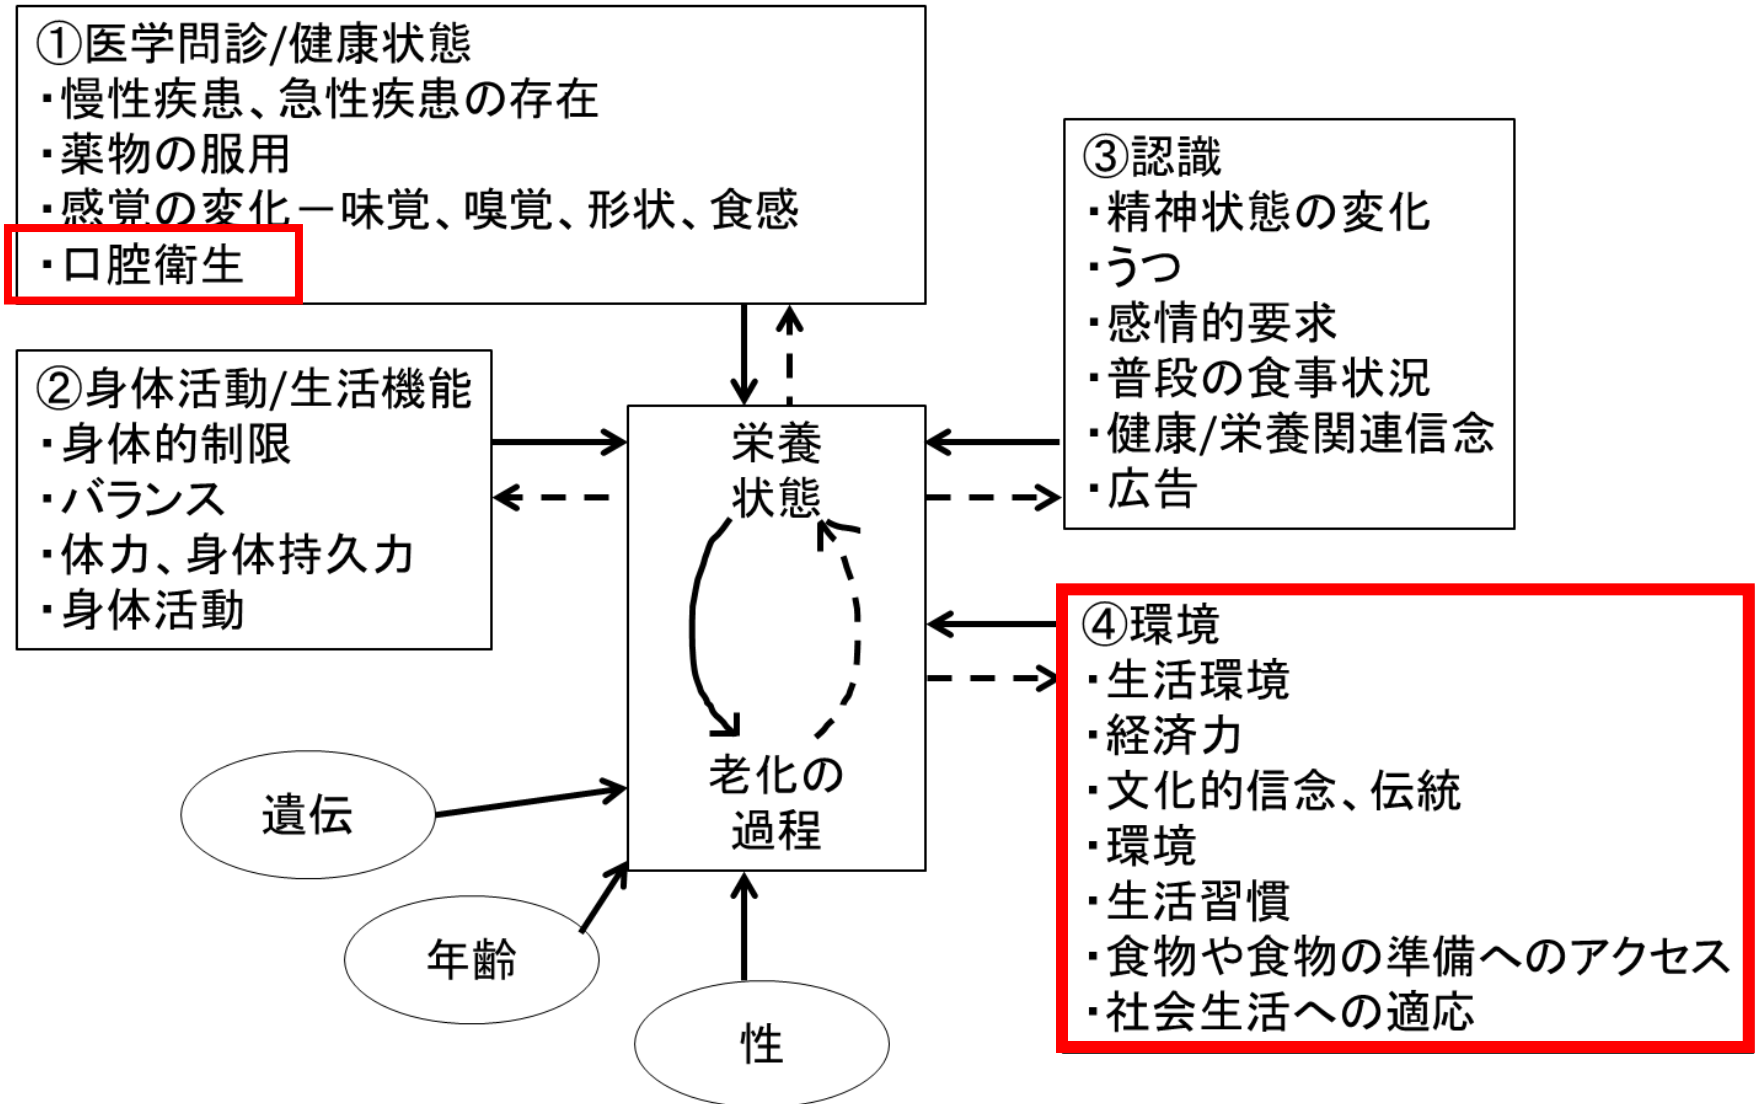 ①医学問診/健康状態
・慢性疾患、急性疾患の存在
・薬物の服用
・感覚の変化－味覚、嗅覚、形状、食感
・口腔衛生
②身体活動/生活機能
・身体的制限
・バランス
・体力、身体持久力
・身体活動
③認識
・精神状態の変化
・うつ
・感情的要求
・普段の食事状況
・健康/栄養関連信念
・広告
栄養
状態
老化の
過程
④環境
・生活環境
・経済力
・文化的信念、伝統
・環境
・生活習慣
・食物や食物の準備へのアクセス
・社会生活への適応
遺伝
年齢
性